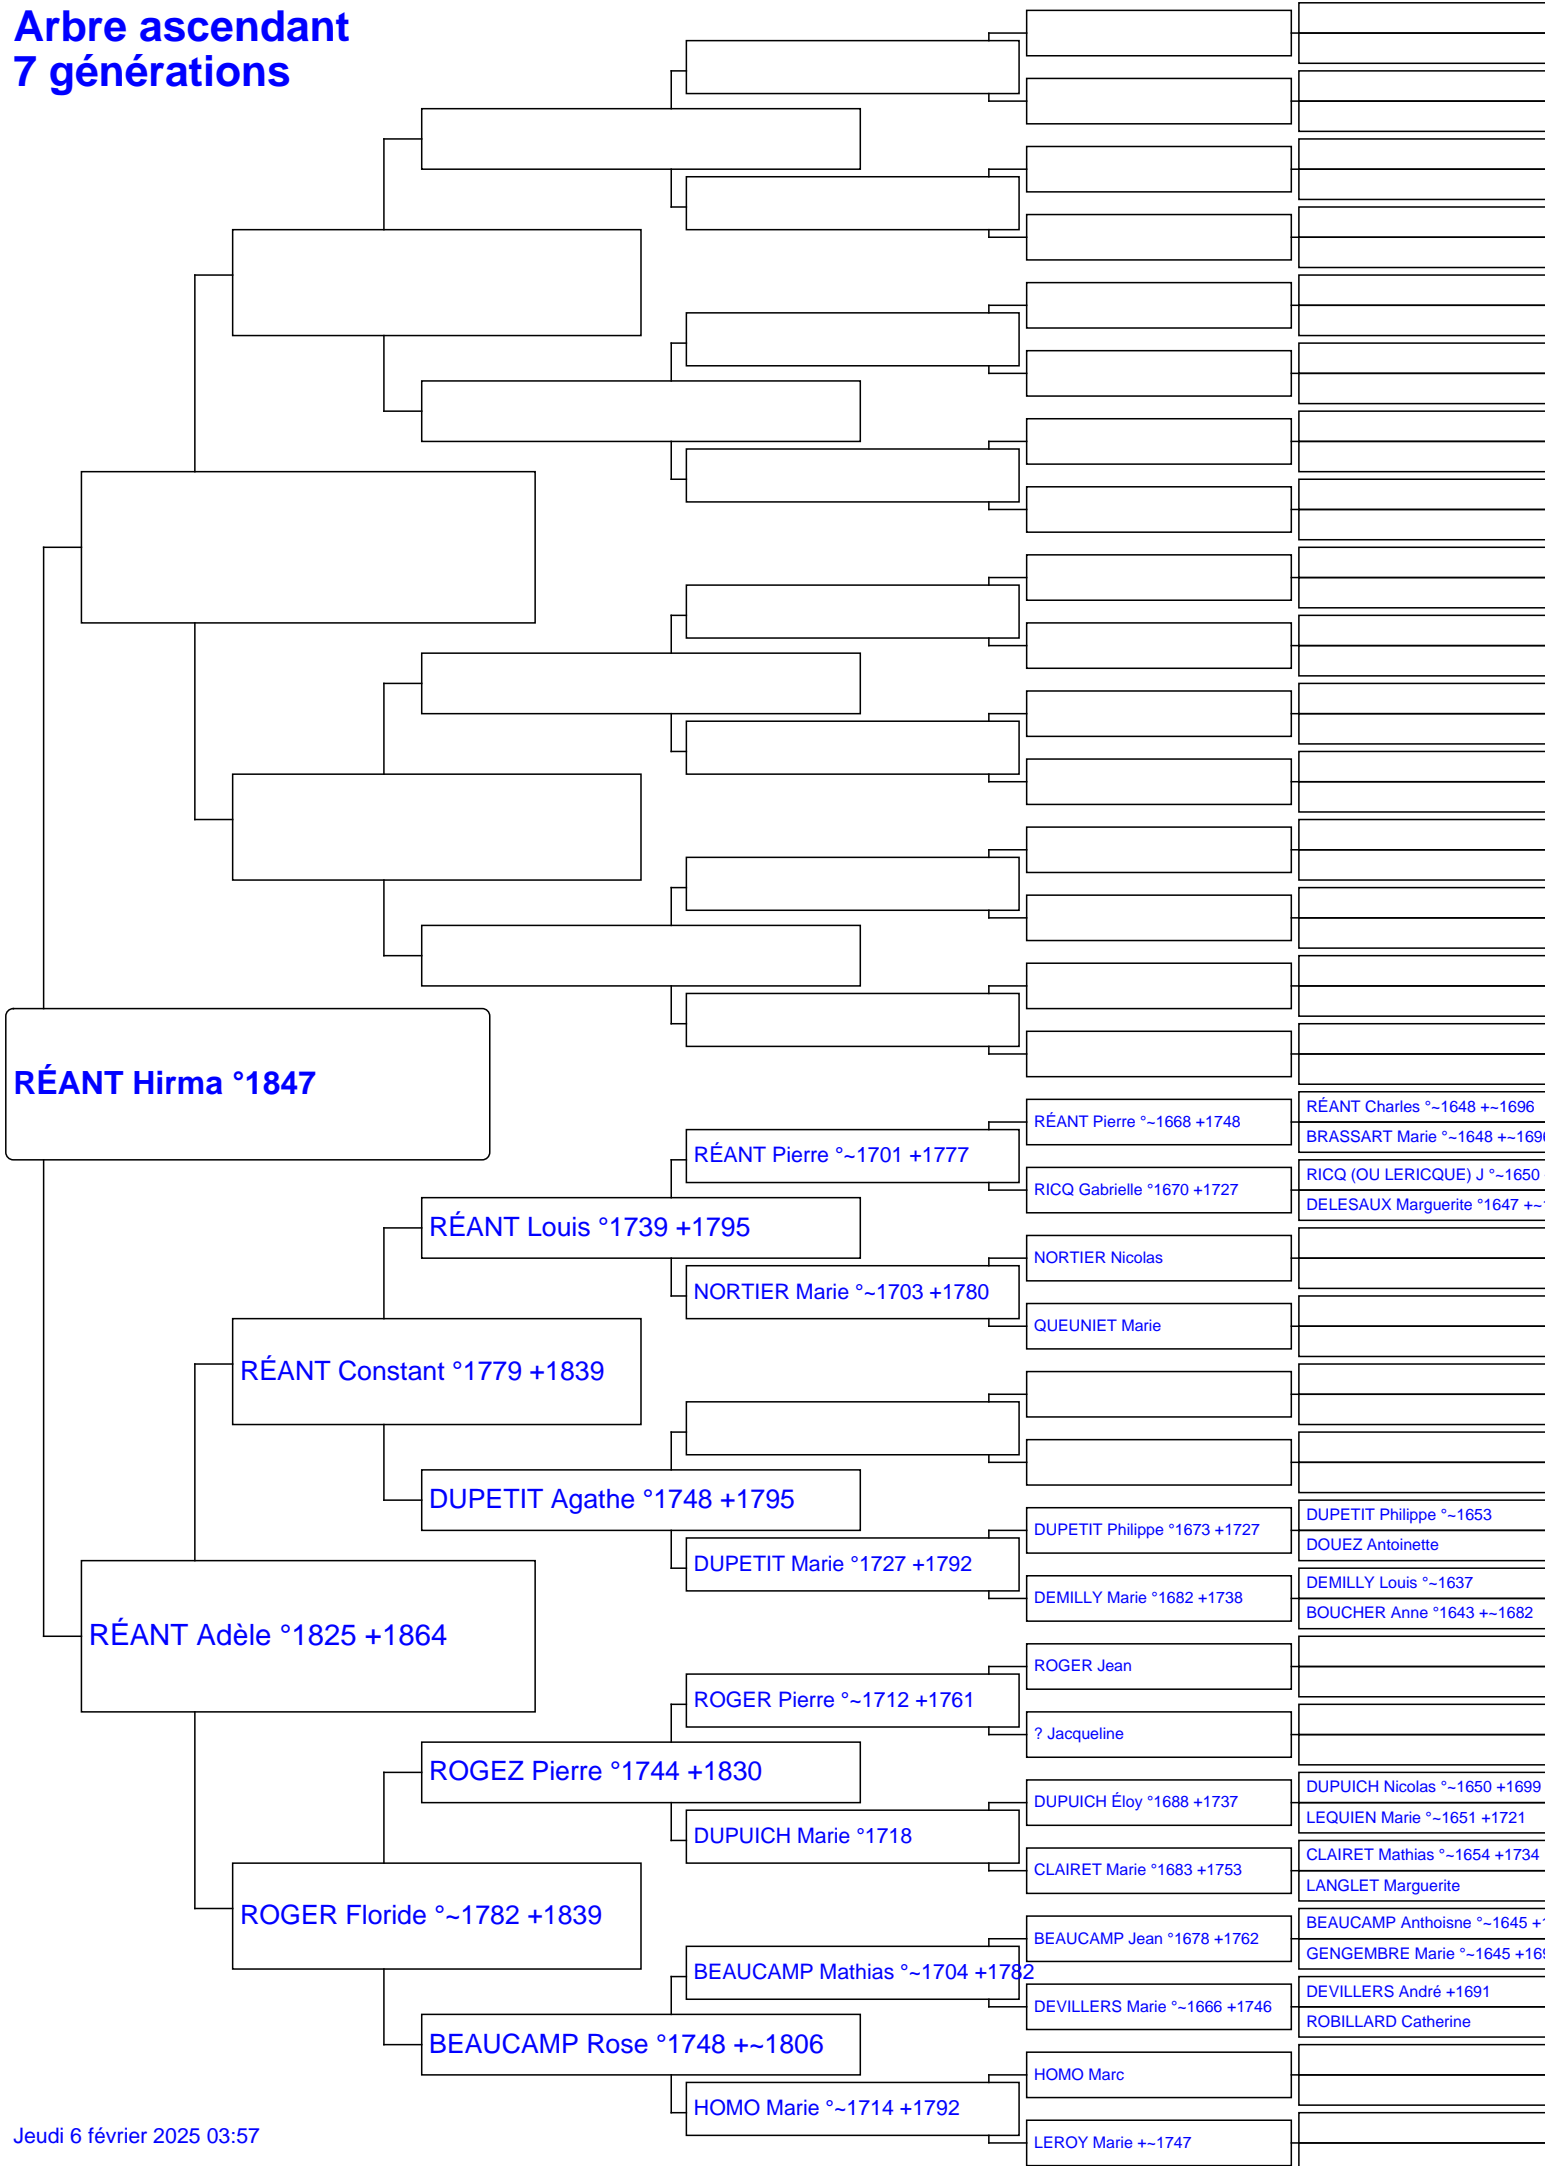 Arbre ascendant
7 générations
RÉANT Hirma °1847
RÉANT Adèle °1825 +1864
RÉANT Constant °1779 +1839
ROGER Floride °~1782 +1839
RÉANT Louis °1739 +1795
DUPETIT Agathe °1748 +1795
ROGEZ Pierre °1744 +1830
BEAUCAMP Rose °1748 +~1806
RÉANT Pierre °~1701 +1777
NORTIER Marie °~1703 +1780
DUPETIT Marie °1727 +1792
ROGER Pierre °~1712 +1761
DUPUICH Marie °1718
BEAUCAMP Mathias °~1704 +1782
HOMO Marie °~1714 +1792
RÉANT Pierre °~1668 +1748
RICQ Gabrielle °1670 +1727
NORTIER Nicolas
QUEUNIET Marie
DUPETIT Philippe °1673 +1727
DEMILLY Marie °1682 +1738
ROGER Jean
? Jacqueline
DUPUICH Éloy °1688 +1737
CLAIRET Marie °1683 +1753
BEAUCAMP Jean °1678 +1762
DEVILLERS Marie °~1666 +1746
HOMO Marc
LEROY Marie +~1747
RÉANT Charles °~1648 +~1696
BRASSART Marie °~1648 +~1696
RICQ (OU LERICQUE) J °~1650
DELESAUX Marguerite °1647
DUPETIT Philippe °~1653
DOUEZ Antoinette
DEMILLY Louis °~1637
BOUCHER Anne °1643 +~1682
DUPUICH Nicolas °~1650 +1699
LEQUIEN Marie °~1651 +1721
CLAIRET Mathias °~1654 +1734
LANGLET Marguerite
BEAUCAMP Anthoisne °~1645
GENGEMBRE Marie °~1645
DEVILLERS André +1691
ROBILLARD Catherine
Jeudi 6 février 2025 03:57